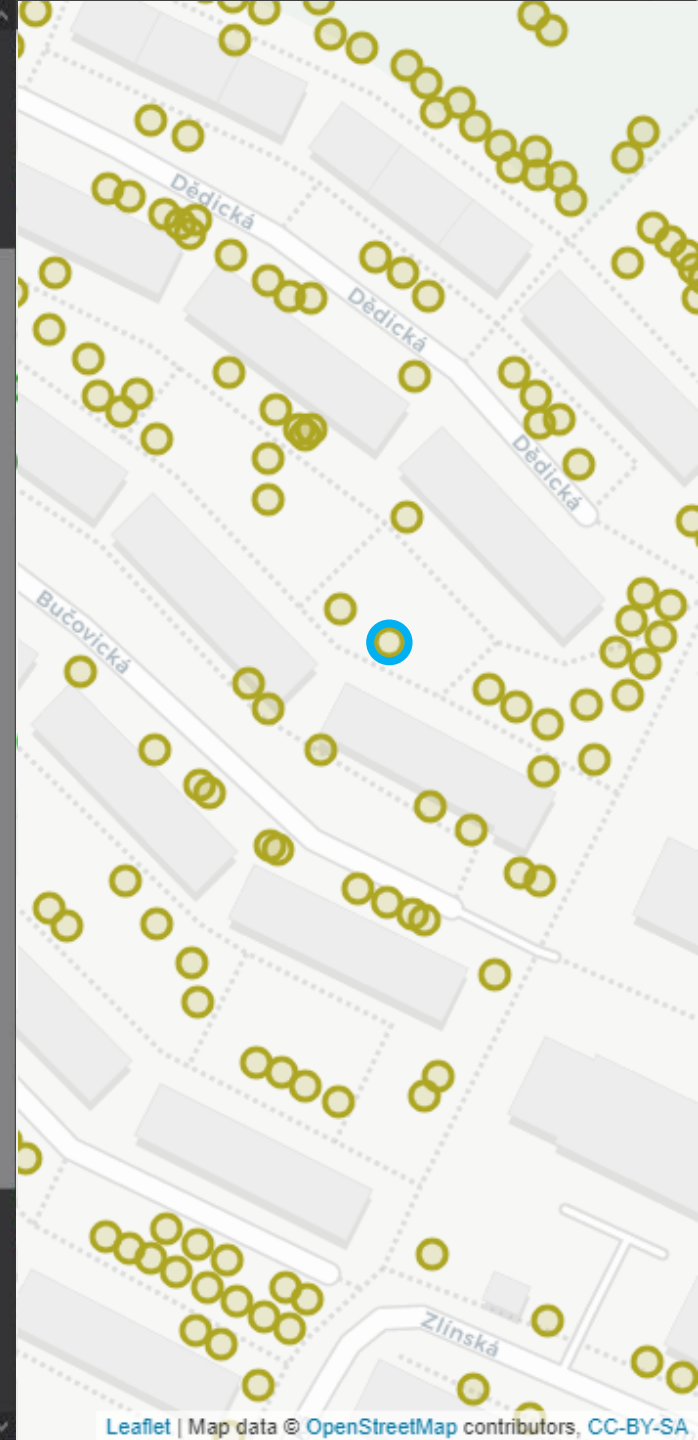 Dědická
Dědická
Dědická
Bučovická
Zlínská
Leaflet | Map data © OpenStreetMap contributors, CC-BY-SA